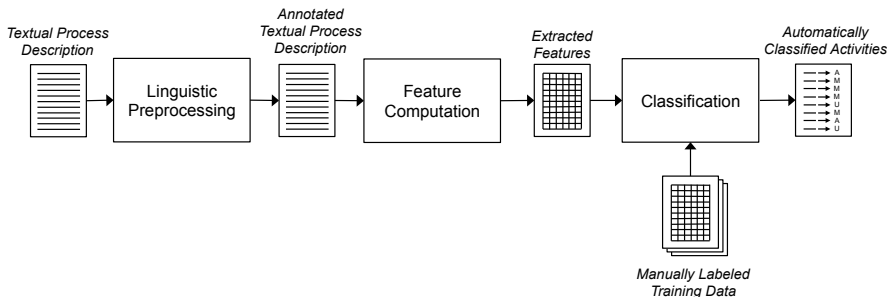 Textual Process
Description
Linguistic
Preprocessing
Annotated
Textual Process
Description
Feature
Computation
Extracted
Features
Classification
Automatically
Classified Activities
A
M
M
M
U
M
A
U
Manually Labeled
Training Data